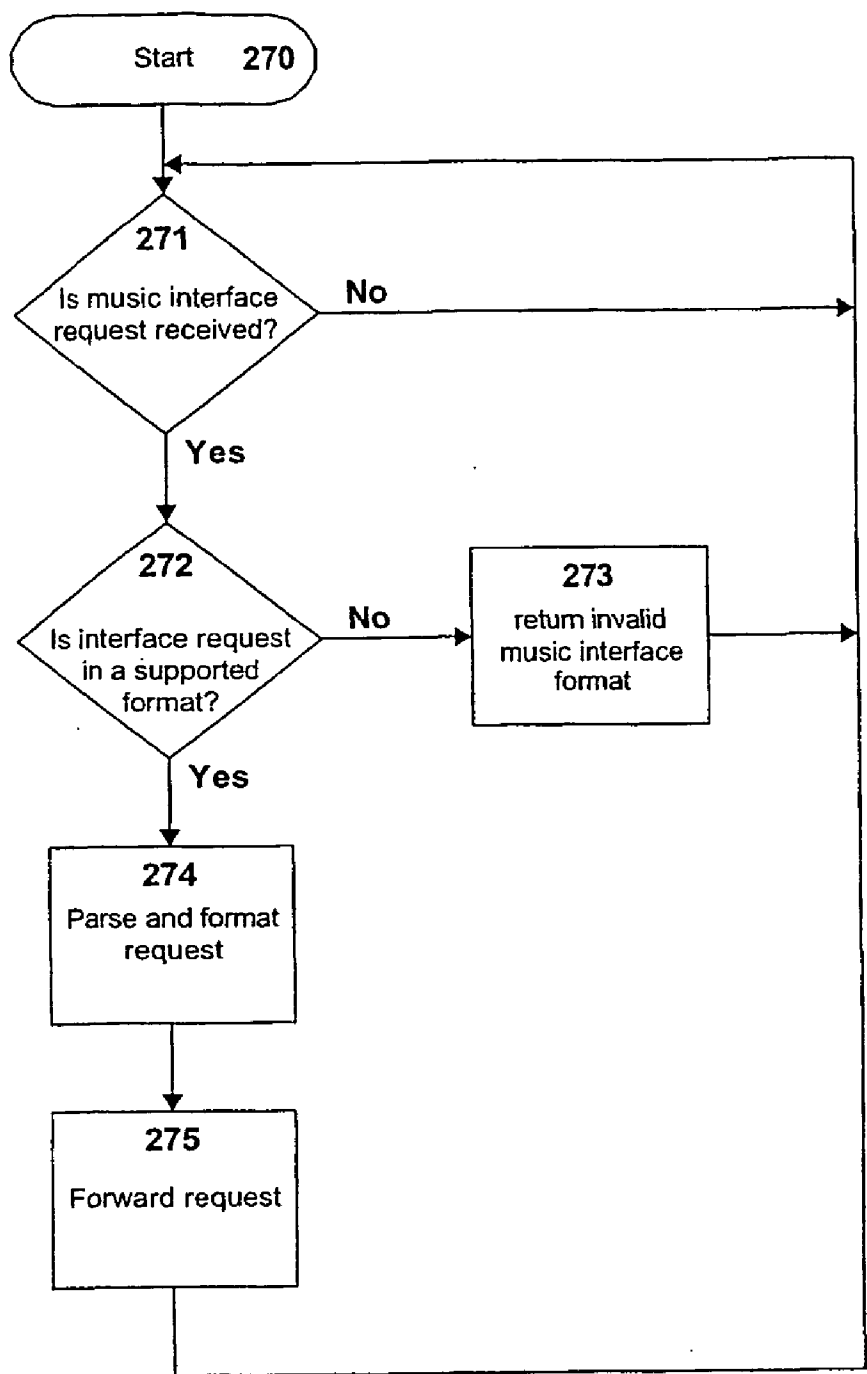 Start 270
271
Is music interface
request received?
No
Yes
272
Is interface request
in a supported
format?
No
273
return invalid
music interface
format
Yes
274
Parse and format
request
275
Forward request